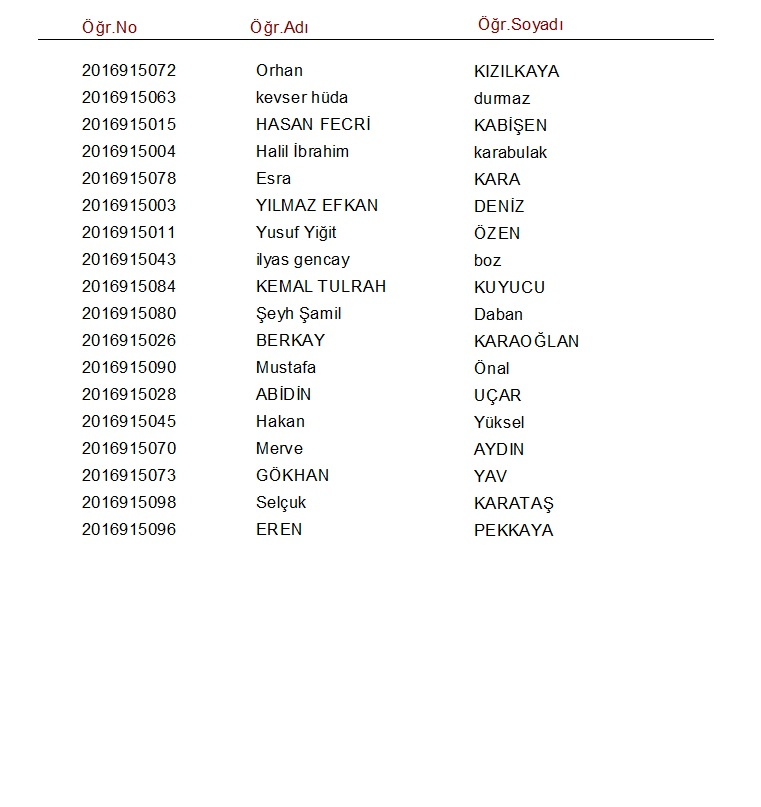 Öğr.No Öğr.Adı Öğr.Soyadı
2016915072 Orhan KIZILKAYA
2016915063 kevser hüda durmaz
2016915015 HASAN FECRİ KABİŞEN
2016915004 Halil İbrahim karabulak
2016915078 Esra KARA
2016915003 YILMAZ EFKAN DENİZ
2016915011 Yusuf Yiğit ÖZEN
2016915043 ilyas gencay boz
2016915084 KEMAL TULRAH KUYUCU
2016915080 Şeyh Şamil Daban
2016915026 BERKAY KARAOĞLAN
2016915090 Mustafa Önal
2016915028 ABİDİN UÇAR
2016915045 Hakan Yüksel
2016915070 Merve AYDIN
2016915073 GÖKHAN YAV
2016915098 Selçuk KARATAŞ
2016915096 EREN PEKKAYA